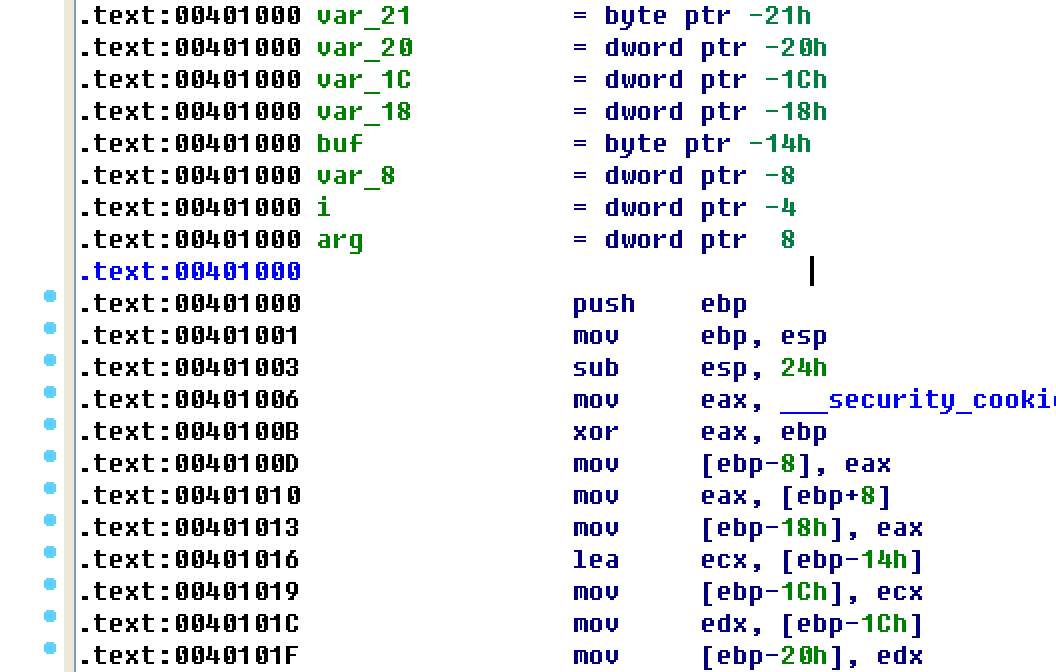 .text:00401000 var_21 = byte ptr -21h
.text:00401000 var_20 = dword ptr -20h
.text:00401000 var_1C = dword ptr -1Ch
.text:00401000 var_18 = dword ptr -18h
.text:00401000 buf = byte ptr -14h
.text:00401000 var_8 = dword ptr -8
.text:00401000 i = dword ptr -4
.text:00401000 arg = dword ptr 8
.text:00401000
.text:00401000 push ebp
.text:00401001 mov ebp, esp
.text:00401003 sub esp, 24h
.text:00401006 mov eax, ___security_cooki
.text:0040100B xor eax, ebp
.text:0040100D mov [ebp-8], eax
.text:00401010 mov eax, [ebp+8]
.text:00401013 mov [ebp-18h], eax
.text:00401016 lea ecx, [ebp-14h]
.text:00401019 mov [ebp-1Ch], ecx
.text:0040101C mov edx, [ebp-1Ch]
.text:0040101F mov [ebp-20h], edx